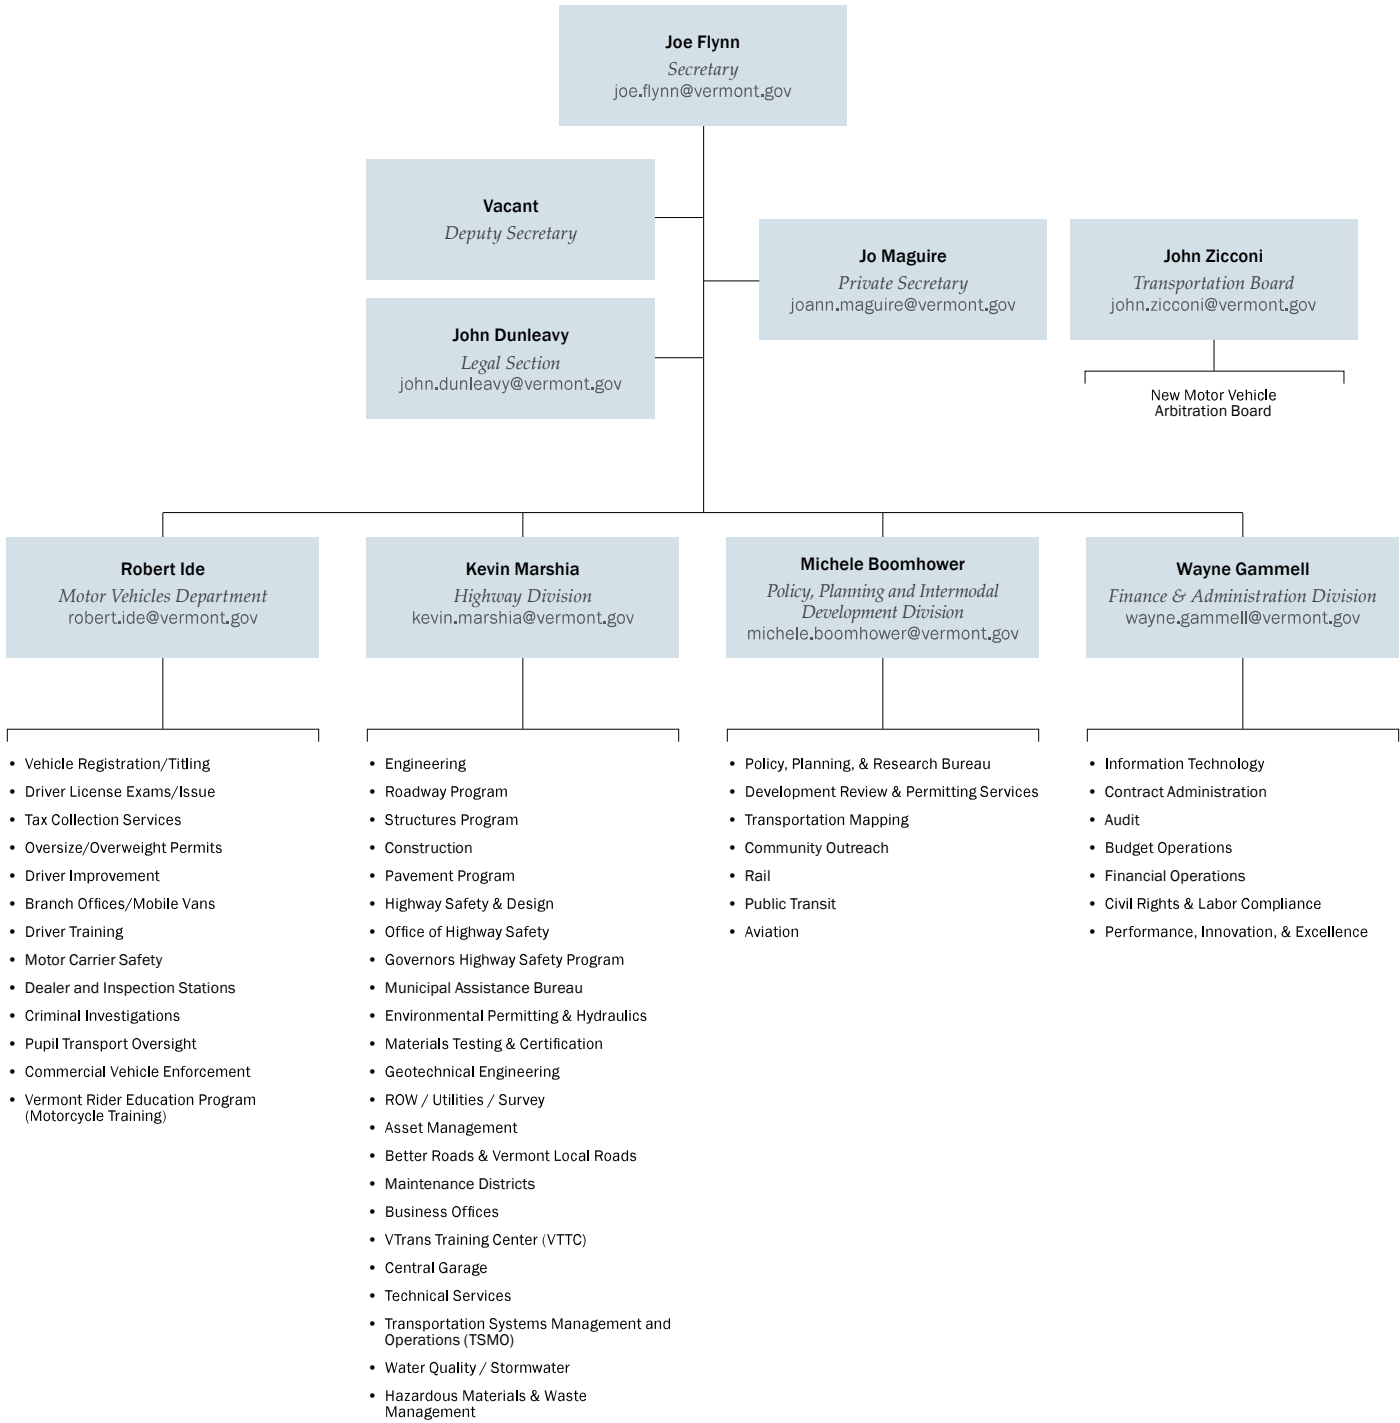 Joe Flynn
Secretary
joe.flynn@vermont.gov
Vacant
Deputy Secretary
Jo Maguire
Private Secretary
joann.maguire@vermont.gov
John Zicconi
Transportation Board
john.zicconi@vermont.gov
John Dunleavy
Legal Section
john.dunleavy@vermont.gov
New Motor Vehicle
Arbitration Board
Robert Ide
Motor Vehicles Department
robert.ide@vermont.gov
Kevin Marshia
Highway Division
kevin.marshia@vermont.gov
Michele Boomhower
Policy, Planning and Intermodal
Development Division
michele.boomhower@vermont.gov
Wayne Gammell
Finance & Administration Division
wayne.gammell@vermont.gov
• Vehicle Registration/Titling
• Driver License Exams/Issue
• Tax Collection Services
• Oversize/Overweight Permits
• Driver Improvement
• Branch Offices/Mobile Vans
• Driver Training
• Motor Carrier Safety
• Dealer and Inspection Stations
• Criminal Investigations
• Pupil Transport Oversight
• Commercial Vehicle Enforcement
• Vermont Rider Education Program
(Motorcycle Training)
• Engineering
• Roadway Program
• Structures Program
• Construction
• Pavement Program
• Highway Safety & Design
• Office of Highway Safety
• Governors Highway Safety Program
• Municipal Assistance Bureau
• Environmental Permitting & Hydraulics
• Materials Testing & Certification
• Geotechnical Engineering
• ROW / Utilities / Survey
• Asset Management
• Better Roads & Vermont Local Roads
• Maintenance Districts
• Business Offices
• VTrans Training Center (VTTC)
• Central Garage
• Technical Services
• Transportation Systems Management and
Operations (TSMO)
• Water Quality / Stormwater
• Hazardous Materials & Waste
Management
• Policy, Planning, & Research Bureau
• Development Review & Permitting Services
• Transportation Mapping
• Community Outreach
• Rail
• Public Transit
• Aviation
• Information Technology
• Contract Administration
• Audit
• Budget Operations
• Financial Operations
• Civil Rights & Labor Compliance
• Performance, Innovation, & Excellence